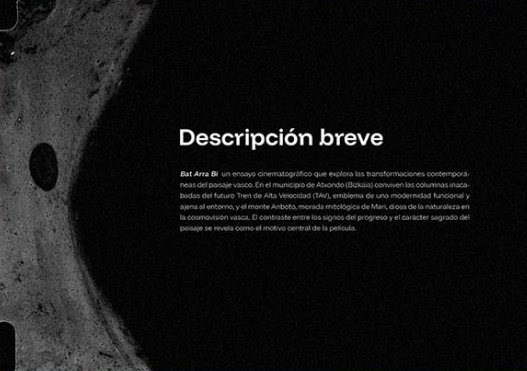 Descripción breve
Bat Arra Bi un ensayo cinematográfico que explora las transformaciones contemporá-
neas del paisaje vasco. En el municipio de Atxondo (Bizkaia) conviven las columnas inaca-
badas del futuro Tren de Alta Velocidad (TAV), emblema de una modernidad funcional y
ajena al entorno, y el monte Anboto, morada mitológica de Mari, diosa de la naturaleza en
la cosmovisión vasca. El contraste entre los signos del progreso y el carácter sagrado del
paisaje se revela como el motivo central de la película.